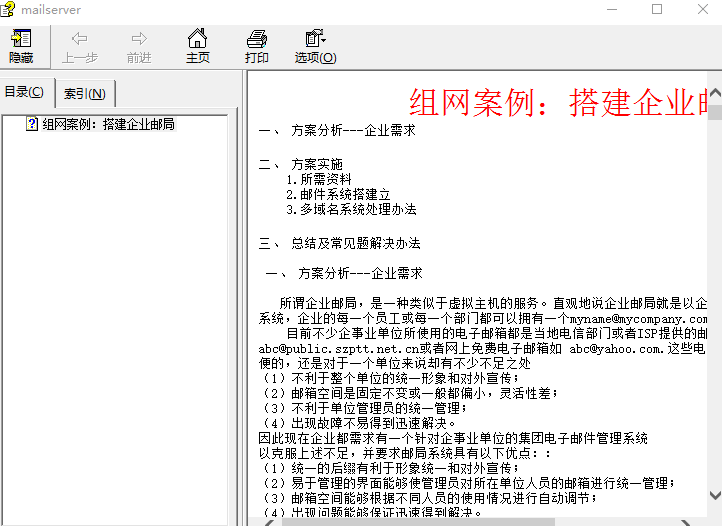 mailserver
隐藏 上一步 前进 主页 打印 选项(O)
目录(C) 索引(N)
组网案例：搭建企业邮局
组网案例：搭建企业
一、 方案分析---企业需求
二、 方案实施
1.所需资料
2.邮件系统搭建立
3.多域名系统处理办法
三、 总结及常见题解决办法
一、 方案分析---企业需求
所谓企业邮局，是一种类似于虚拟主机的服务。直观地说企业邮局就是以企
系统，企业的每一个员工或每一个部门都可以拥有一个myname@mycompany.com
目前不少企事业单位所使用的电子邮箱都是当地电信部门或者ISP提供的邮
abc@public.szptt.net.cn或者网上免费电子邮箱如 abc@yahoo.com.这些电
便的，还是对于一个单位来说却有不少不足之处
（1）不利于整个单位的统一形象和对外宣传；
（2）邮箱空间是固定不变或一般都偏小，灵活性差；
（3）不利于单位管理员的统一管理；
（4）出现故障不易得到迅速解决。
因此现在企业都需求有一个针对企事业单位的集团电子邮件管理系统
以克服上述不足，并要求邮局系统具有以下优点：：
（1）统一的后缀有利于形象统一和对外宣传；
（2）易于管理的界面能够使管理员对所在单位人员的邮箱进行统一管理；
（3）邮箱空间能够根据不同人员的使用情况进行自动调节；
（4）出现问题能够保证迅速得到解决。